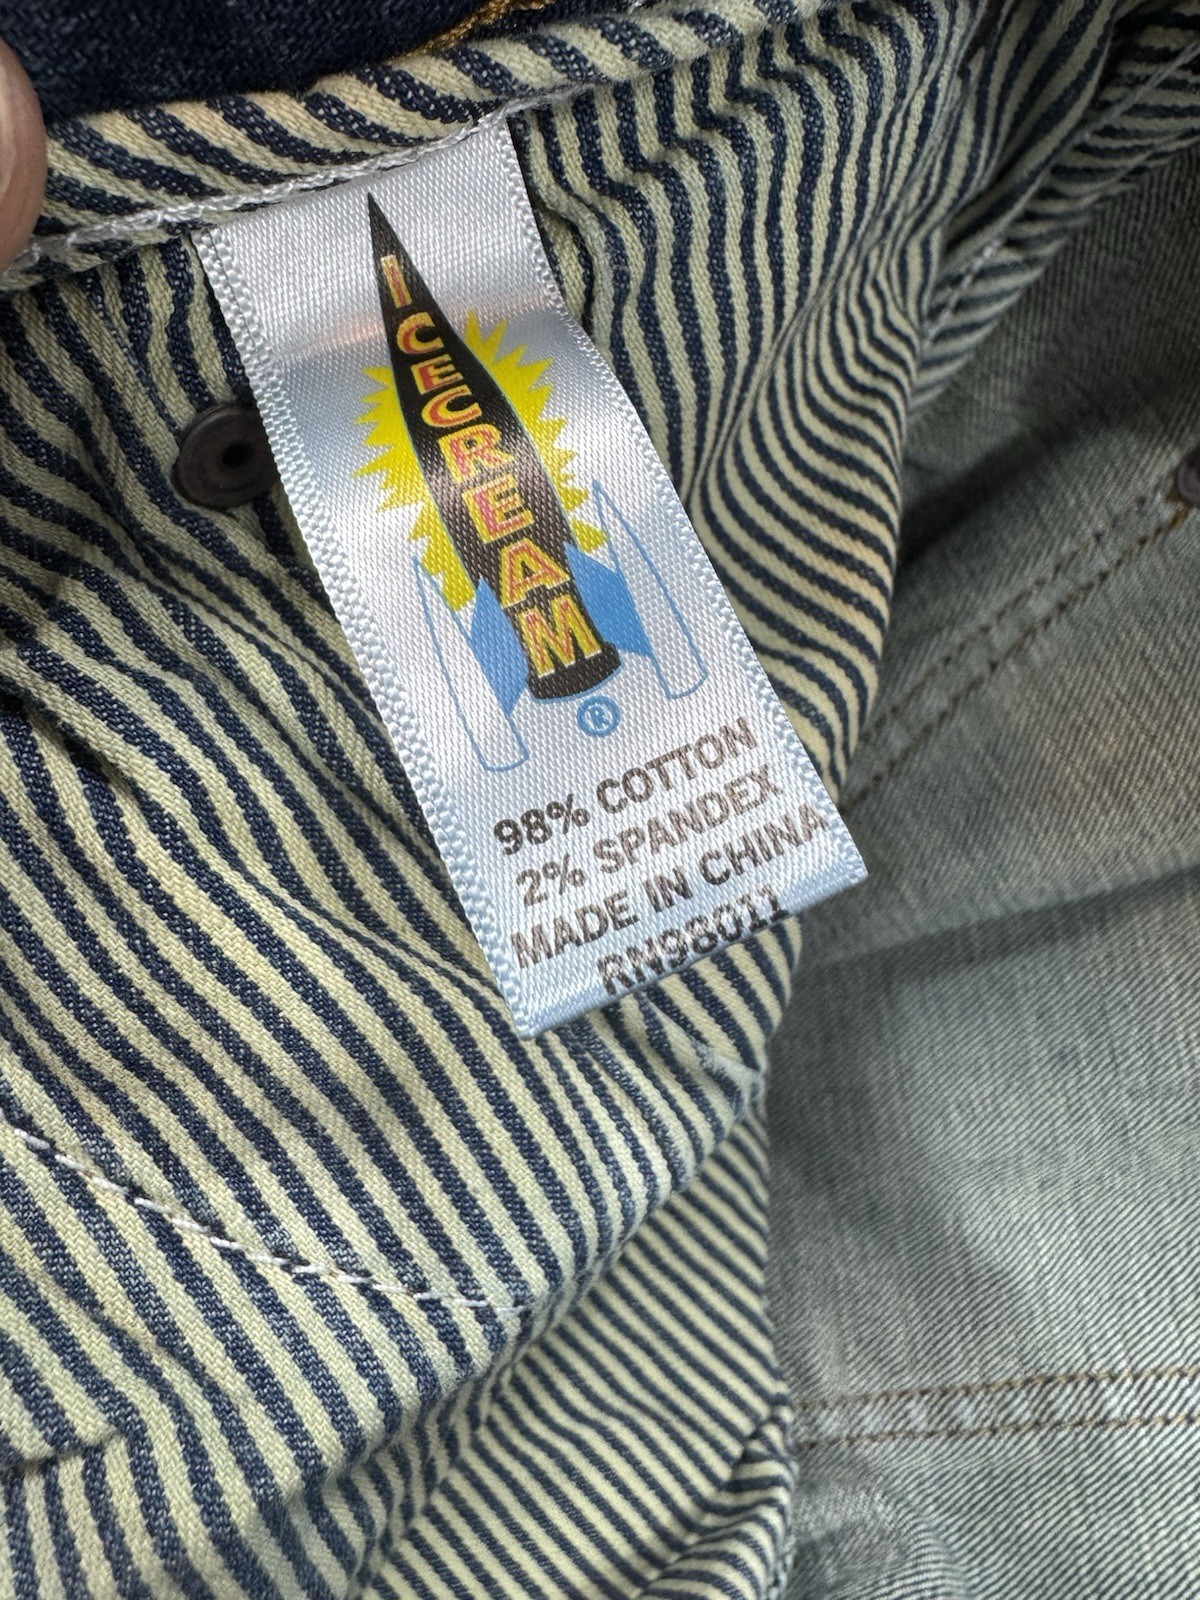 ICECREAM
®
98% COTTON
2% SPANDEX
MADE IN CHINA
RN98011